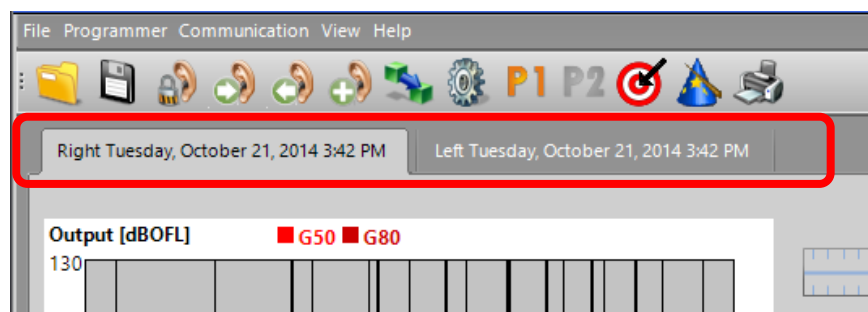 File Programmer Communication View Help
P1 P2
Right Tuesday, October 21, 2014 3:42 PM Left Tuesday, October 21, 2014 3:42 PM
Output [dBOFL] G50 G80
130